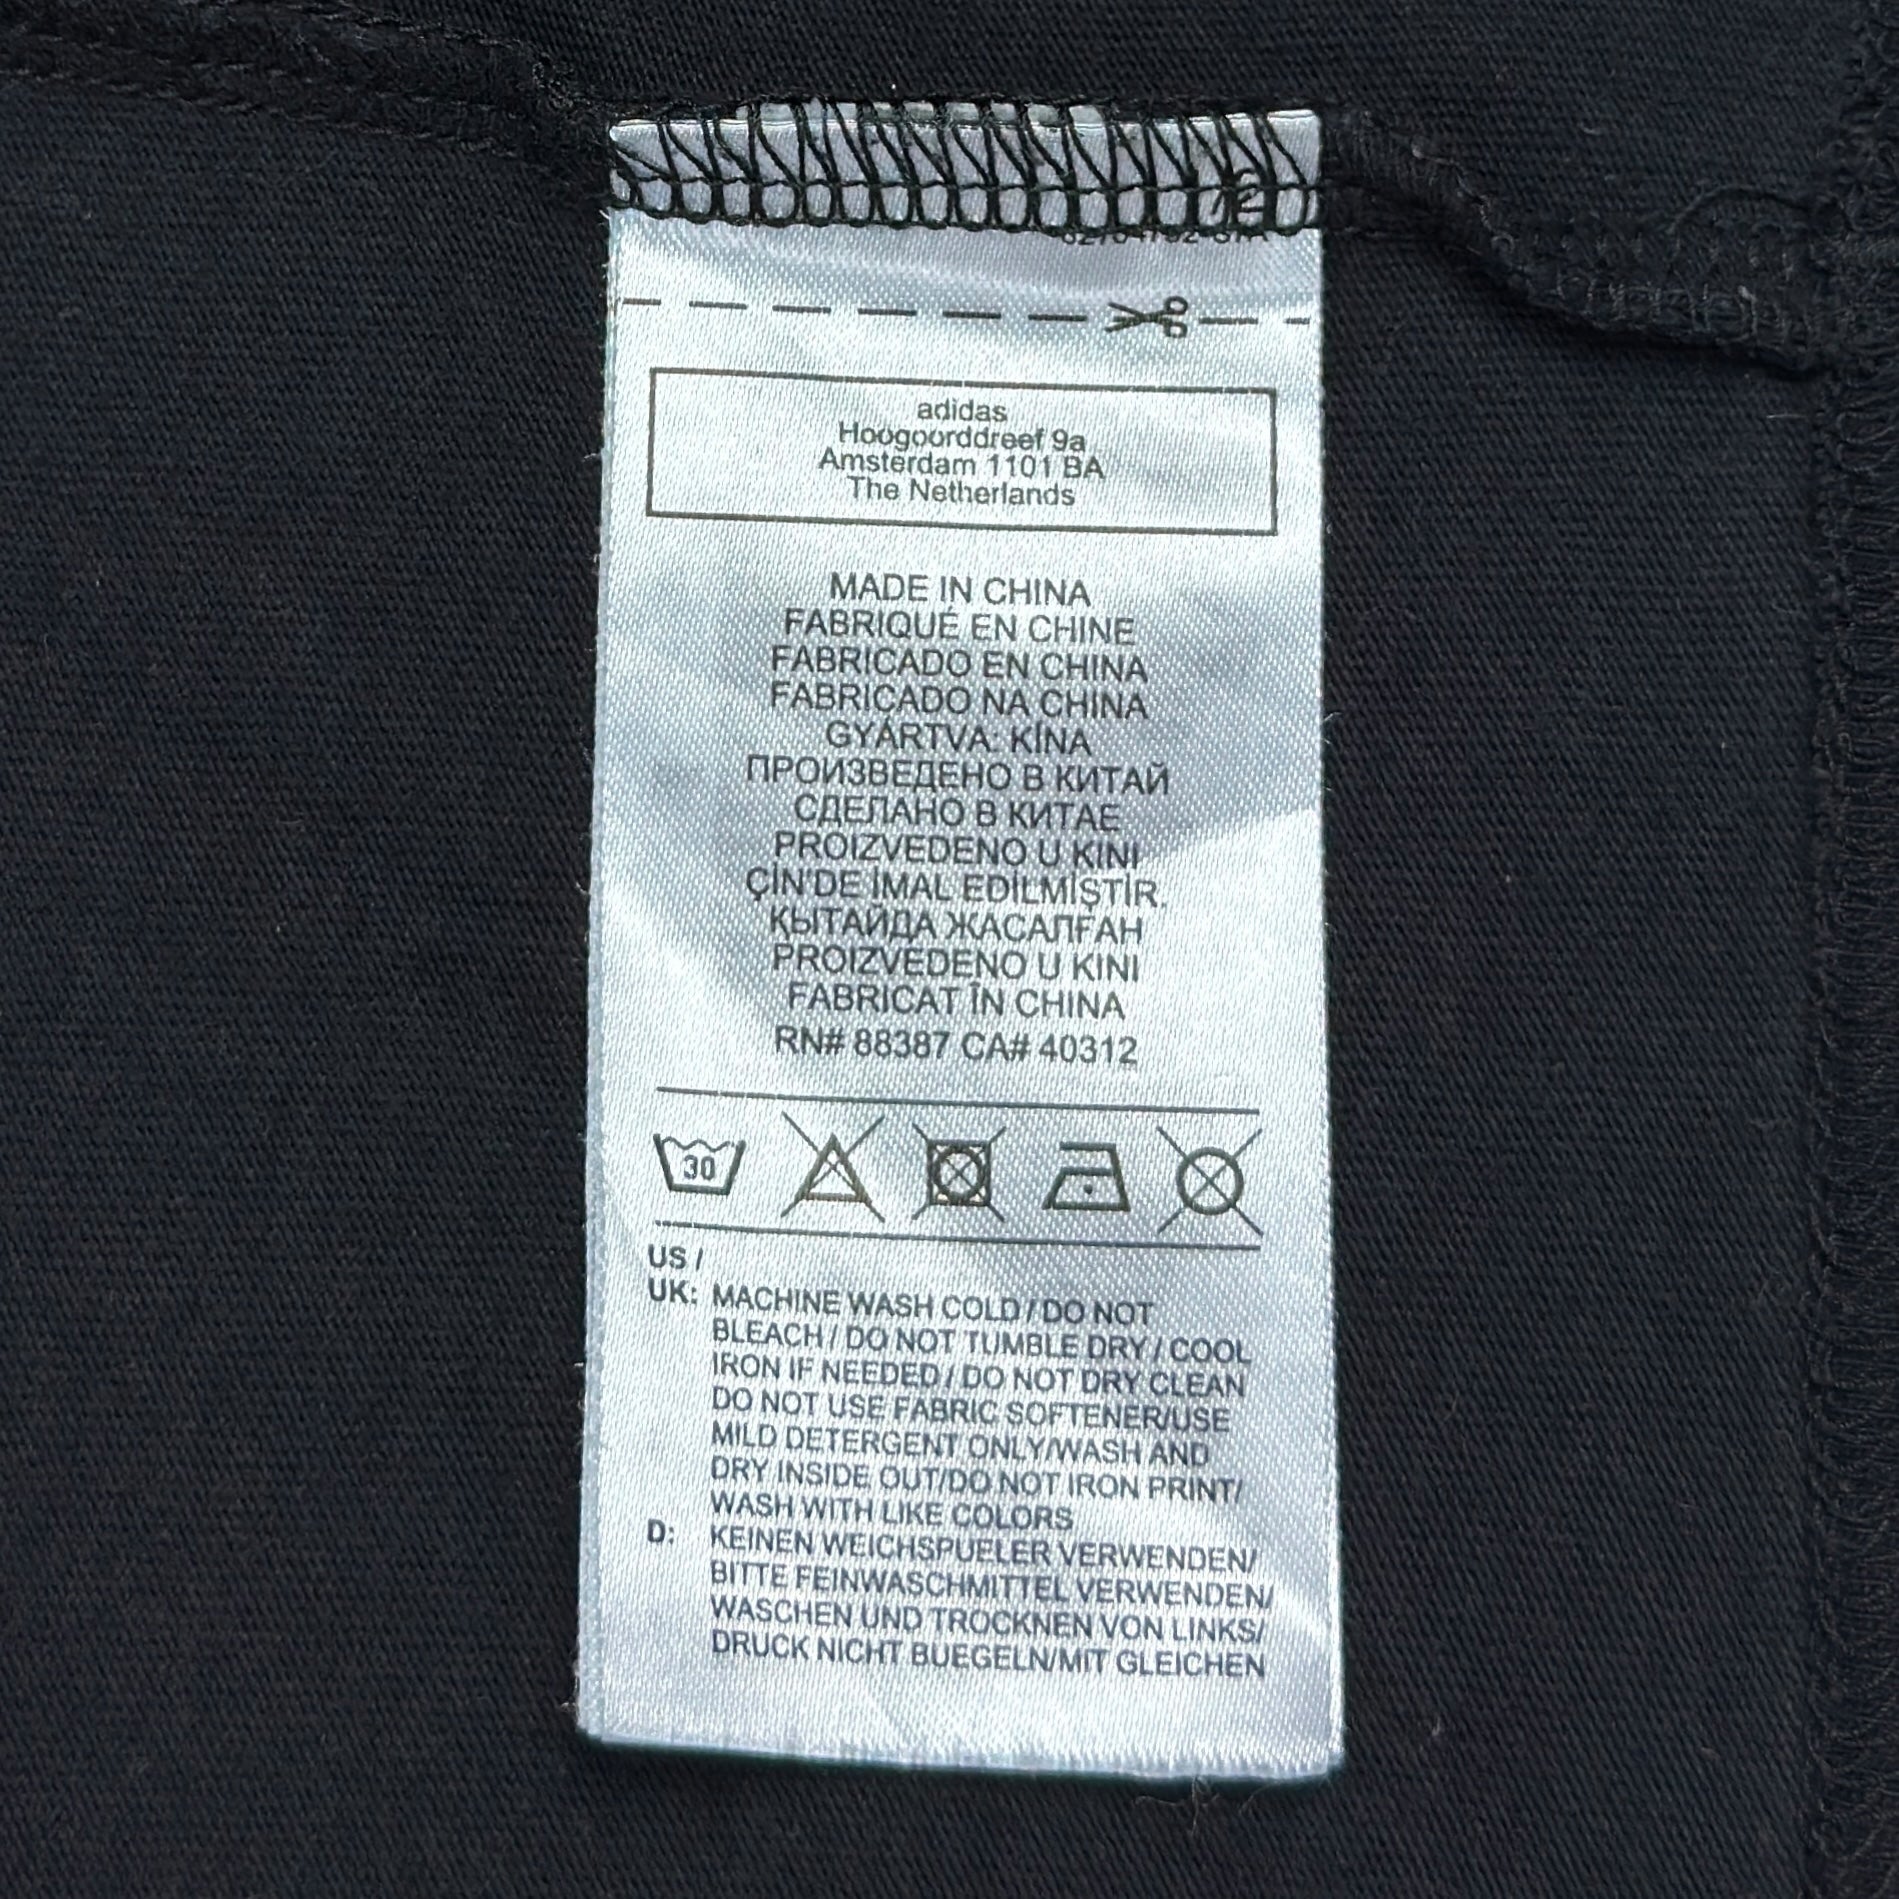 adidas
Hoogoorddreef 9a
Amsterdam 1101 BA
The Netherlands
MADE IN CHINA
FABRIQUÉ EN CHINE
FABRICADO EN CHINA
FABRICADO NA CHINA
GYÁRTVA: KÍNA
ПРОИЗВЕДЕНО В КИТАЙ
СДЕЛАНО В КИТАЕ
PROIZVEDENO U KINI
ÇİN'DE İMAL EDİLMİŞTİR.
ҚЫТАЙДА ЖАСАЛҒАН
PROIZVEDENO U KINI
FABRICAT ÎN CHINA
RN# 88387 CA# 40312
30
US /
UK: MACHINE WASH COLD / DO NOT
BLEACH / DO NOT TUMBLE DRY / COOL
IRON IF NEEDED / DO NOT DRY CLEAN
DO NOT USE FABRIC SOFTENER/USE
MILD DETERGENT ONLY/WASH AND
DRY INSIDE OUT/DO NOT IRON PRINT/
WASH WITH LIKE COLORS
D: KEINEN WEICHSPUELER VERWENDEN/
BITTE FEINWASCHMITTEL VERWENDEN/
WASCHEN UND TROCKNEN VON LINKS/
DRUCK NICHT BUEGELN/MIT GLEICHEN